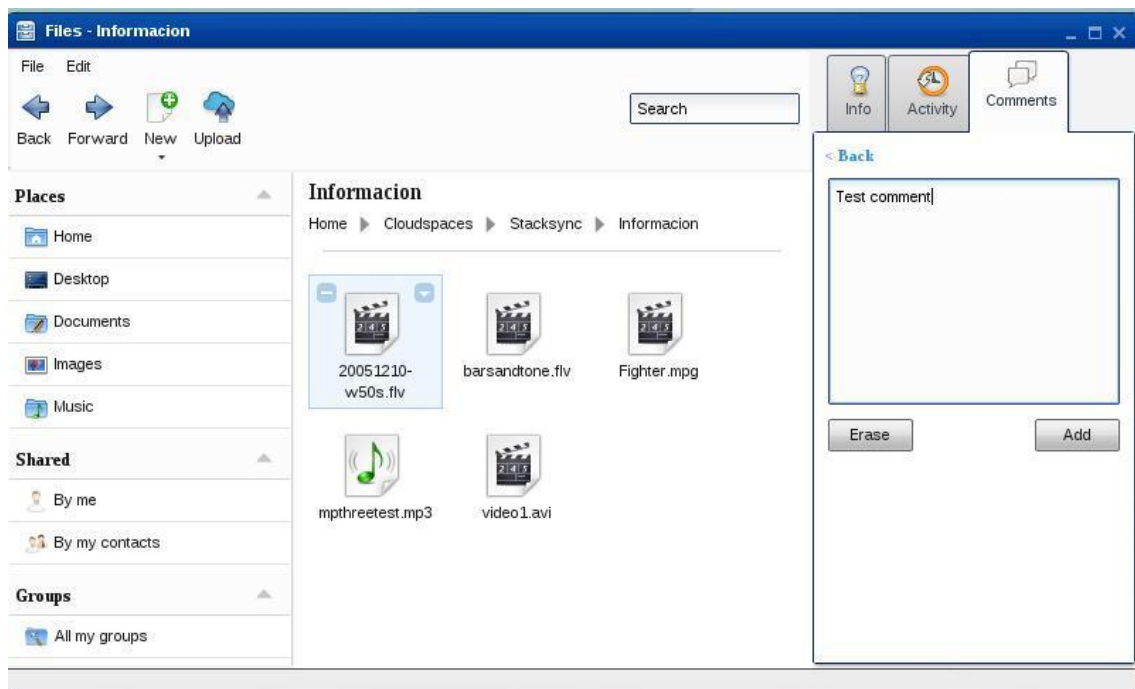 Files - Informacion
File Edit
Back Forward New Upload
Search
Info Activity Comments
< Back
Test comment
Erase Add
Places
Home
Desktop
Documents
Images
Music
Shared
By me
By my contacts
Groups
All my groups
Informacion
Home Cloudspaces Stacksync Informacion
20051210-
w50s.flv
barsandtone.flv
Fighter.mpg
mpthreetest.mp3
video1.avi